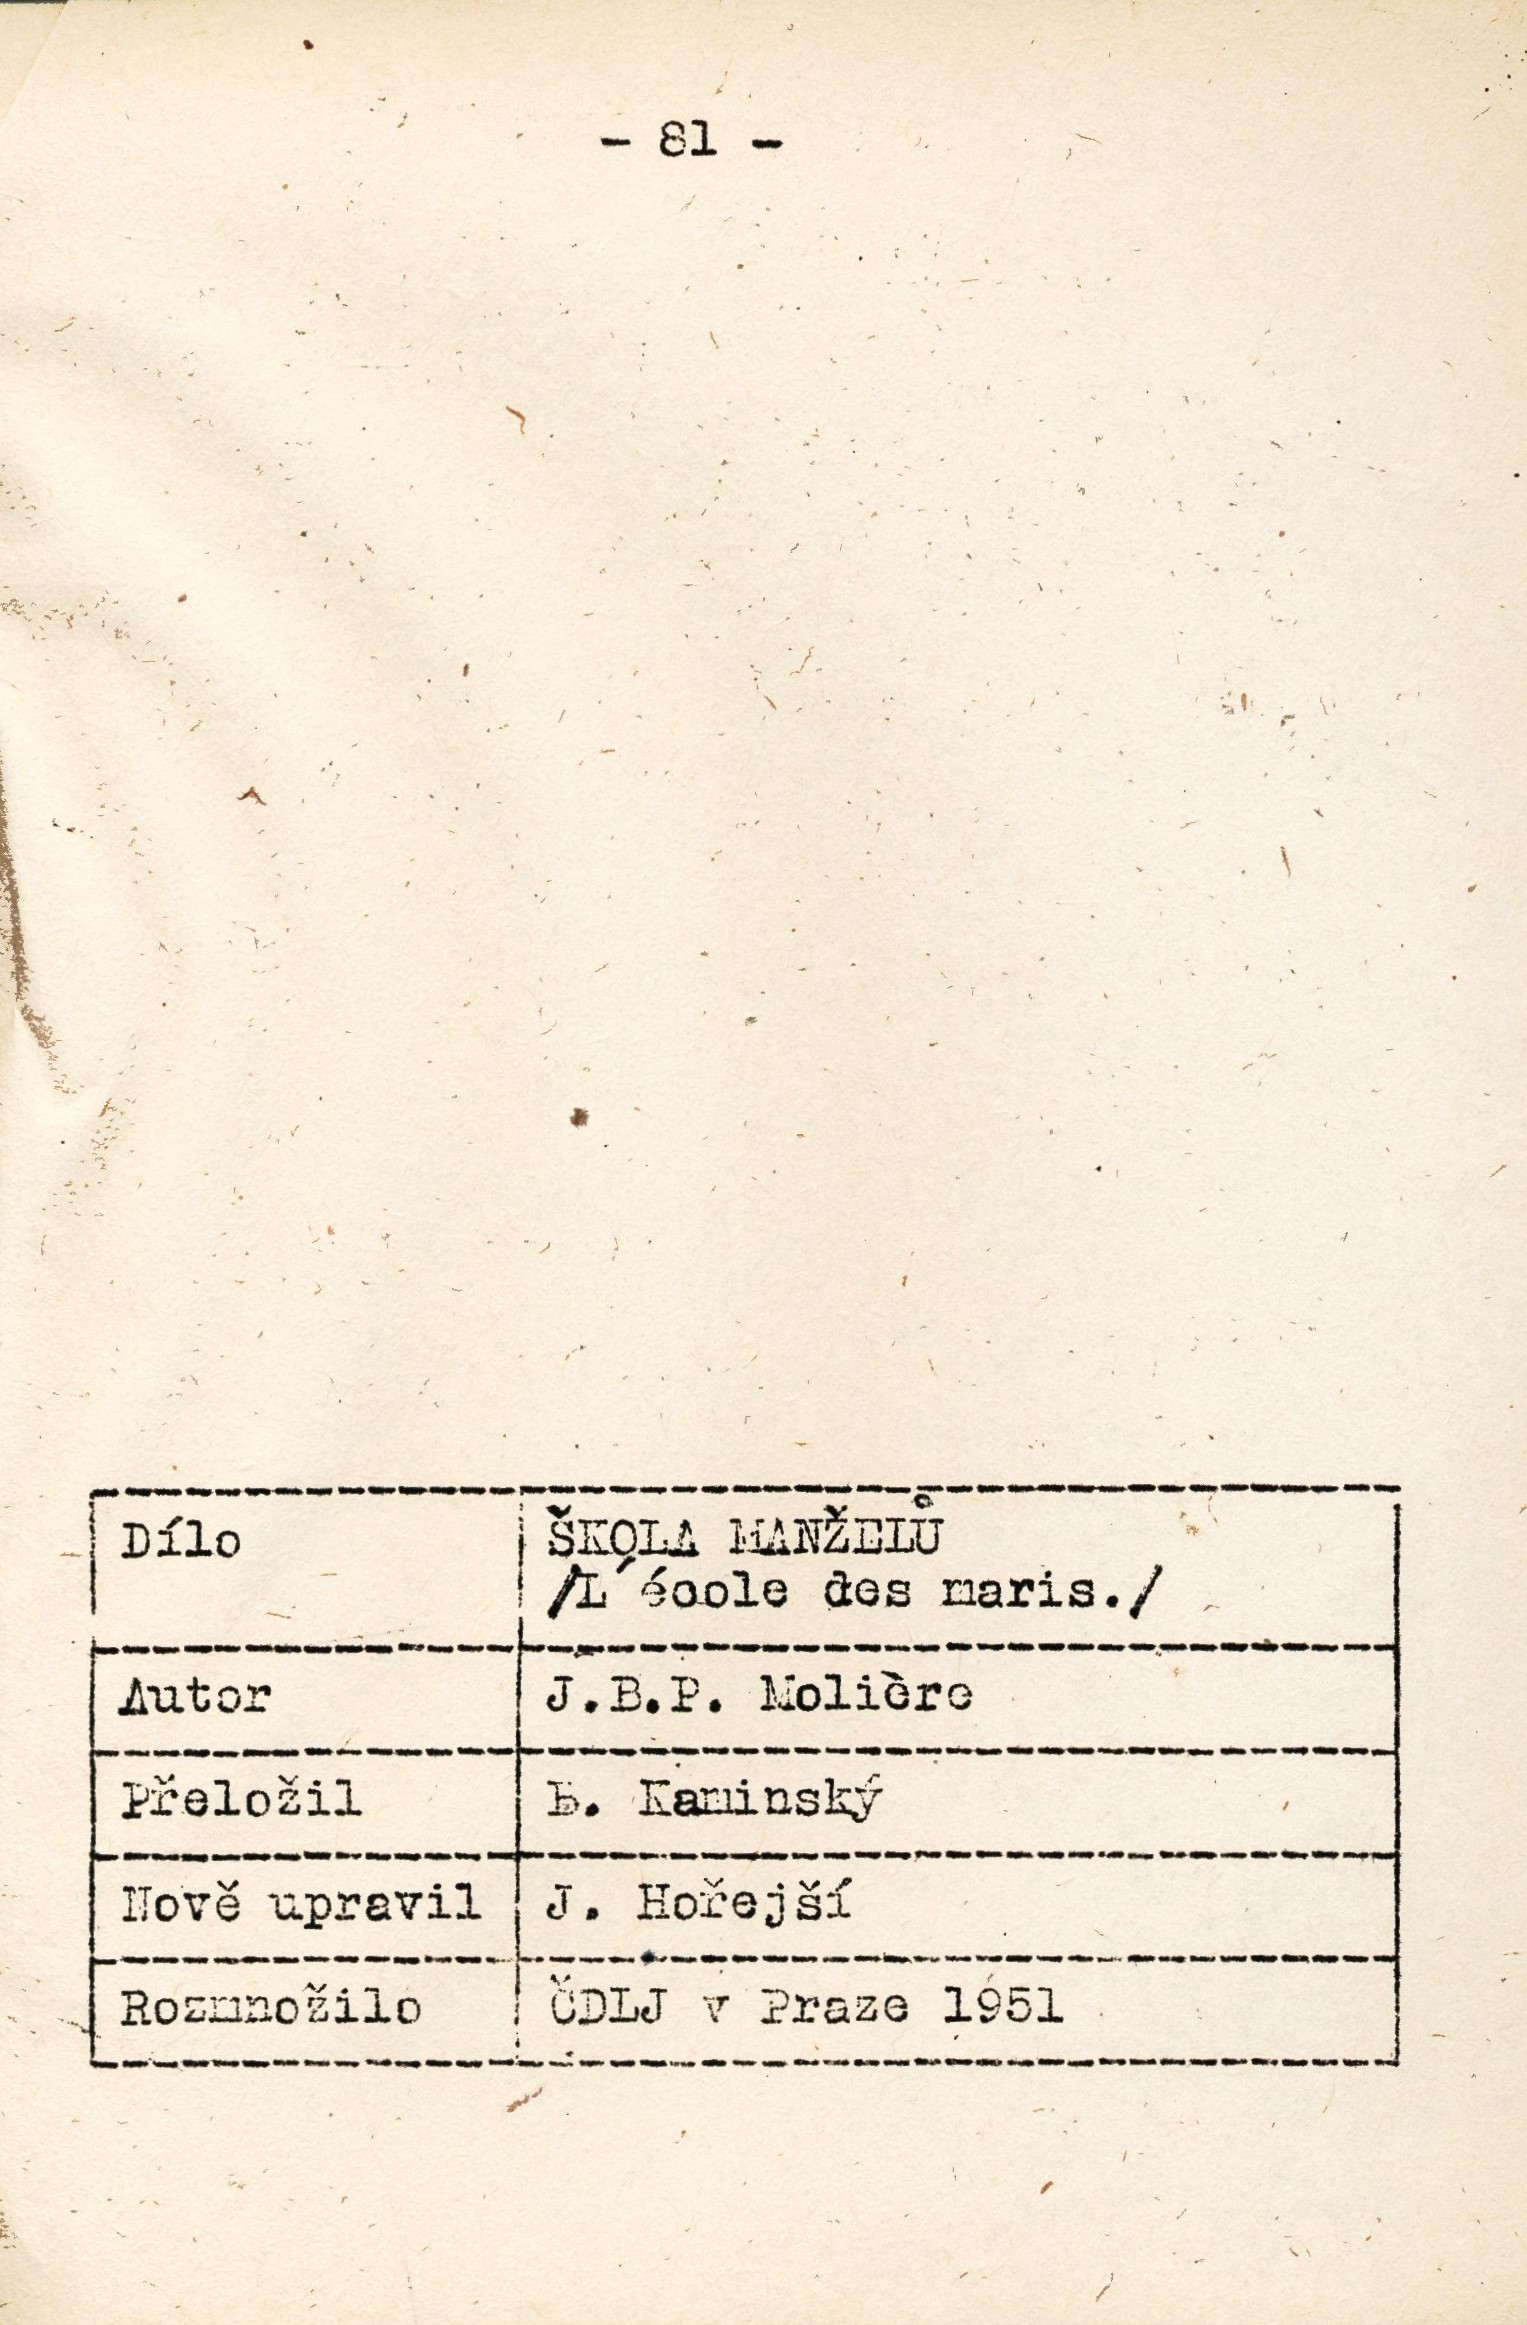 - 81 -
Dílo ŠKOLA MANŽELŮ
/L´école des maris./
Autor J.B.P. Molière
Přeložil B. Kaminský
Nově upravil J. Hořejší
Rozmnožilo ČDLJ v Praze 1951